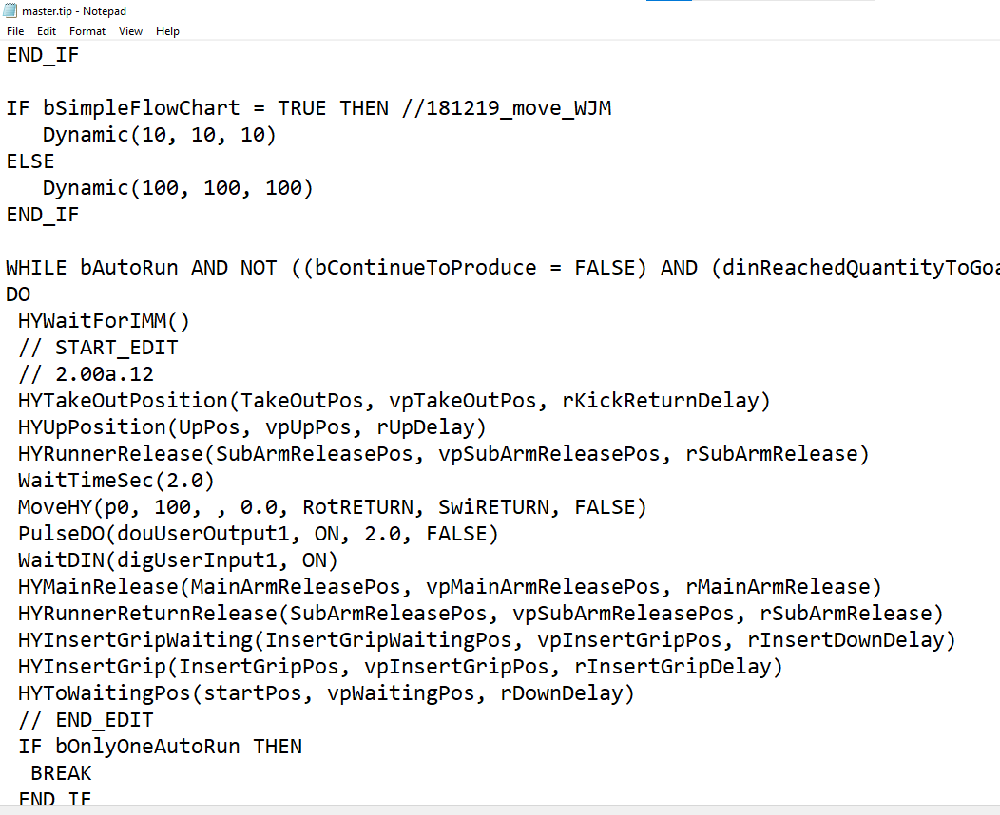 master.tip - Notepad
File Edit Format View Help
END_IF
IF bSimpleFlowChart = TRUE THEN //181219_move_WJM
Dynamic(10, 10, 10)
ELSE
Dynamic(100, 100, 100)
END_IF
WHILE bAutoRun AND NOT ((bContinueToProduce = FALSE) AND (dinReachedQuantityToGoa
DO
HYWaitForIMM()
// START_EDIT
// 2.00a.12
HYTakeOutPosition(TakeOutPos, vpTakeOutPos, rKickReturnDelay)
HYUpPosition(UpPos, vpUpPos, rUpDelay)
HYRunnerRelease(SubArmReleasePos, vpSubArmReleasePos, rSubArmRelease)
WaitTimeSec(2.0)
MoveHY(p0, 100, , 0.0, RotRETURN, SwiRETURN, FALSE)
PulseDO(douUserOutput1, ON, 2.0, FALSE)
WaitDIN(digUserInput1, ON)
HYMainRelease(MainArmReleasePos, vpMainArmReleasePos, rMainArmRelease)
HYRunnerReturnRelease(SubArmReleasePos, vpSubArmReleasePos, rSubArmRelease)
HYInsertGripWaiting(InsertGripWaitingPos, vpInsertGripPos, rInsertDownDelay)
HYInsertGrip(InsertGripPos, vpInsertGripPos, rInsertGripDelay)
HYToWaitingPos(startPos, vpWaitingPos, rDownDelay)
// END_EDIT
IF bOnlyOneAutoRun THEN
BREAK
END_IF